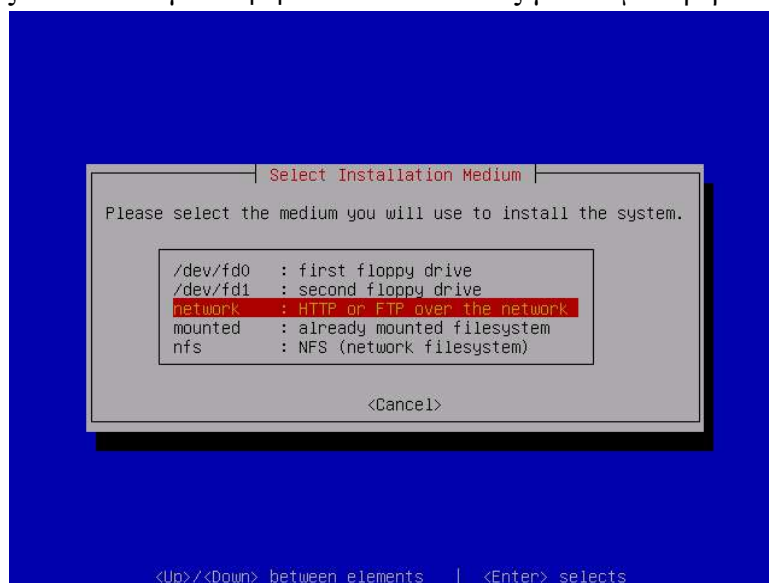 Select Installation Medium
Please select the medium you will use to install the system.
/dev/fd0 : first floppy drive
/dev/fd1 : second floppy drive
network : HTTP or FTP over the network
mounted : already mounted filesystem
nfs : NFS (network filesystem)
<Cancel>
<Up>/<Down> between elements | <Enter> selects